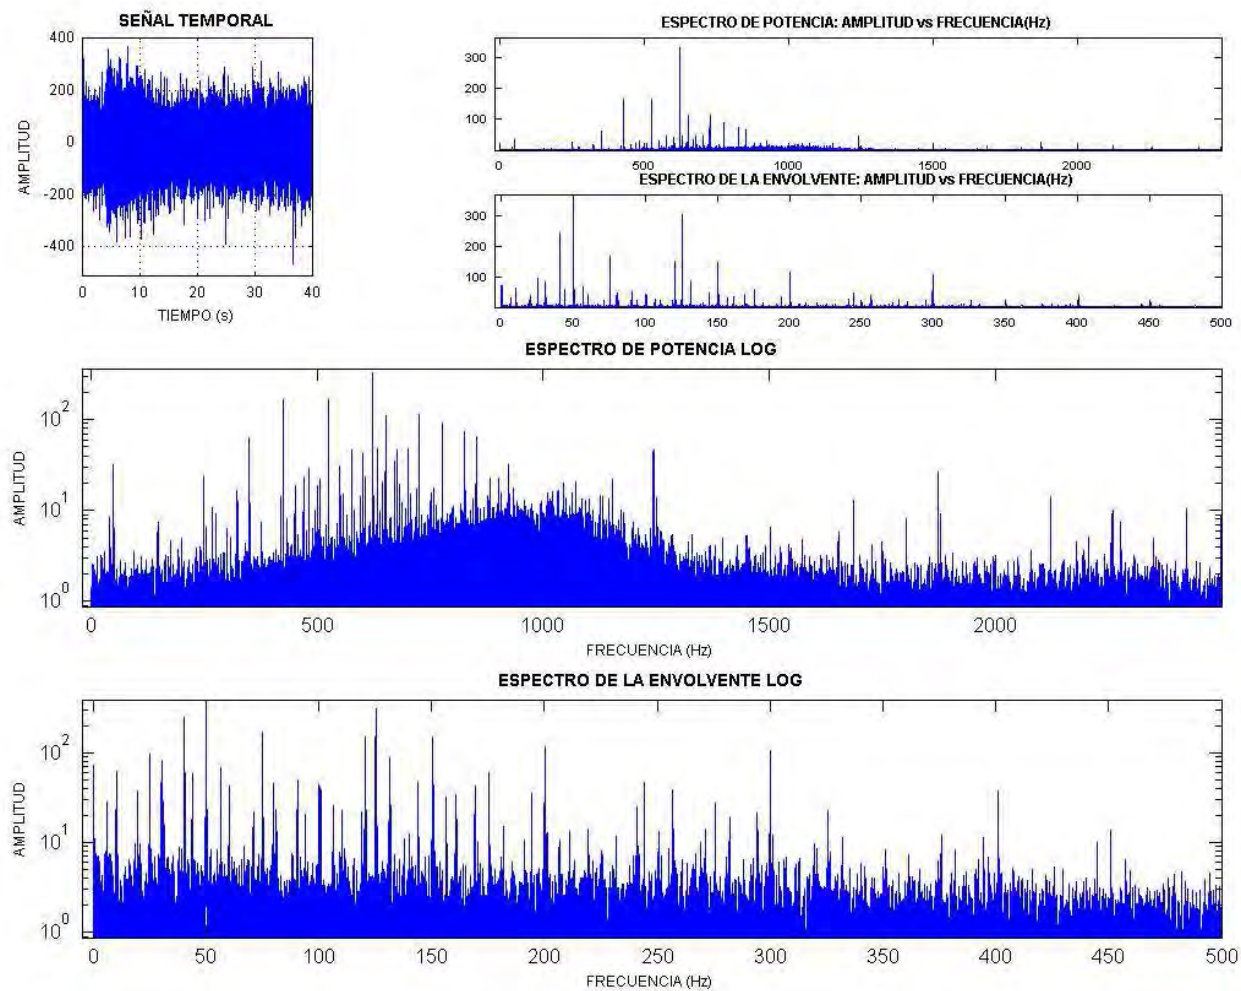 SEÑAL TEMPORAL
400
200
0
-200
-400
AMPLITUD
0 10 20 30 40
TIEMPO (s)
ESPECTRO DE POTENCIA: AMPLITUD vs FRECUENCIA(Hz)
300
200
100
0 500 1000 1500 2000
ESPECTRO DE LA ENVOLVENTE: AMPLITUD vs FRECUENCIA(Hz)
300
200
100
0 50 100 150 200 250 300 350 400 450 500
ESPECTRO DE POTENCIA LOG
10²
10¹
10⁰
AMPLITUD
0 500 1000 1500 2000
FRECUENCIA (Hz)
ESPECTRO DE LA ENVOLVENTE LOG
10²
10¹
10⁰
AMPLITUD
0 50 100 150 200 250 300 350 400 450 500
FRECUENCIA (Hz)